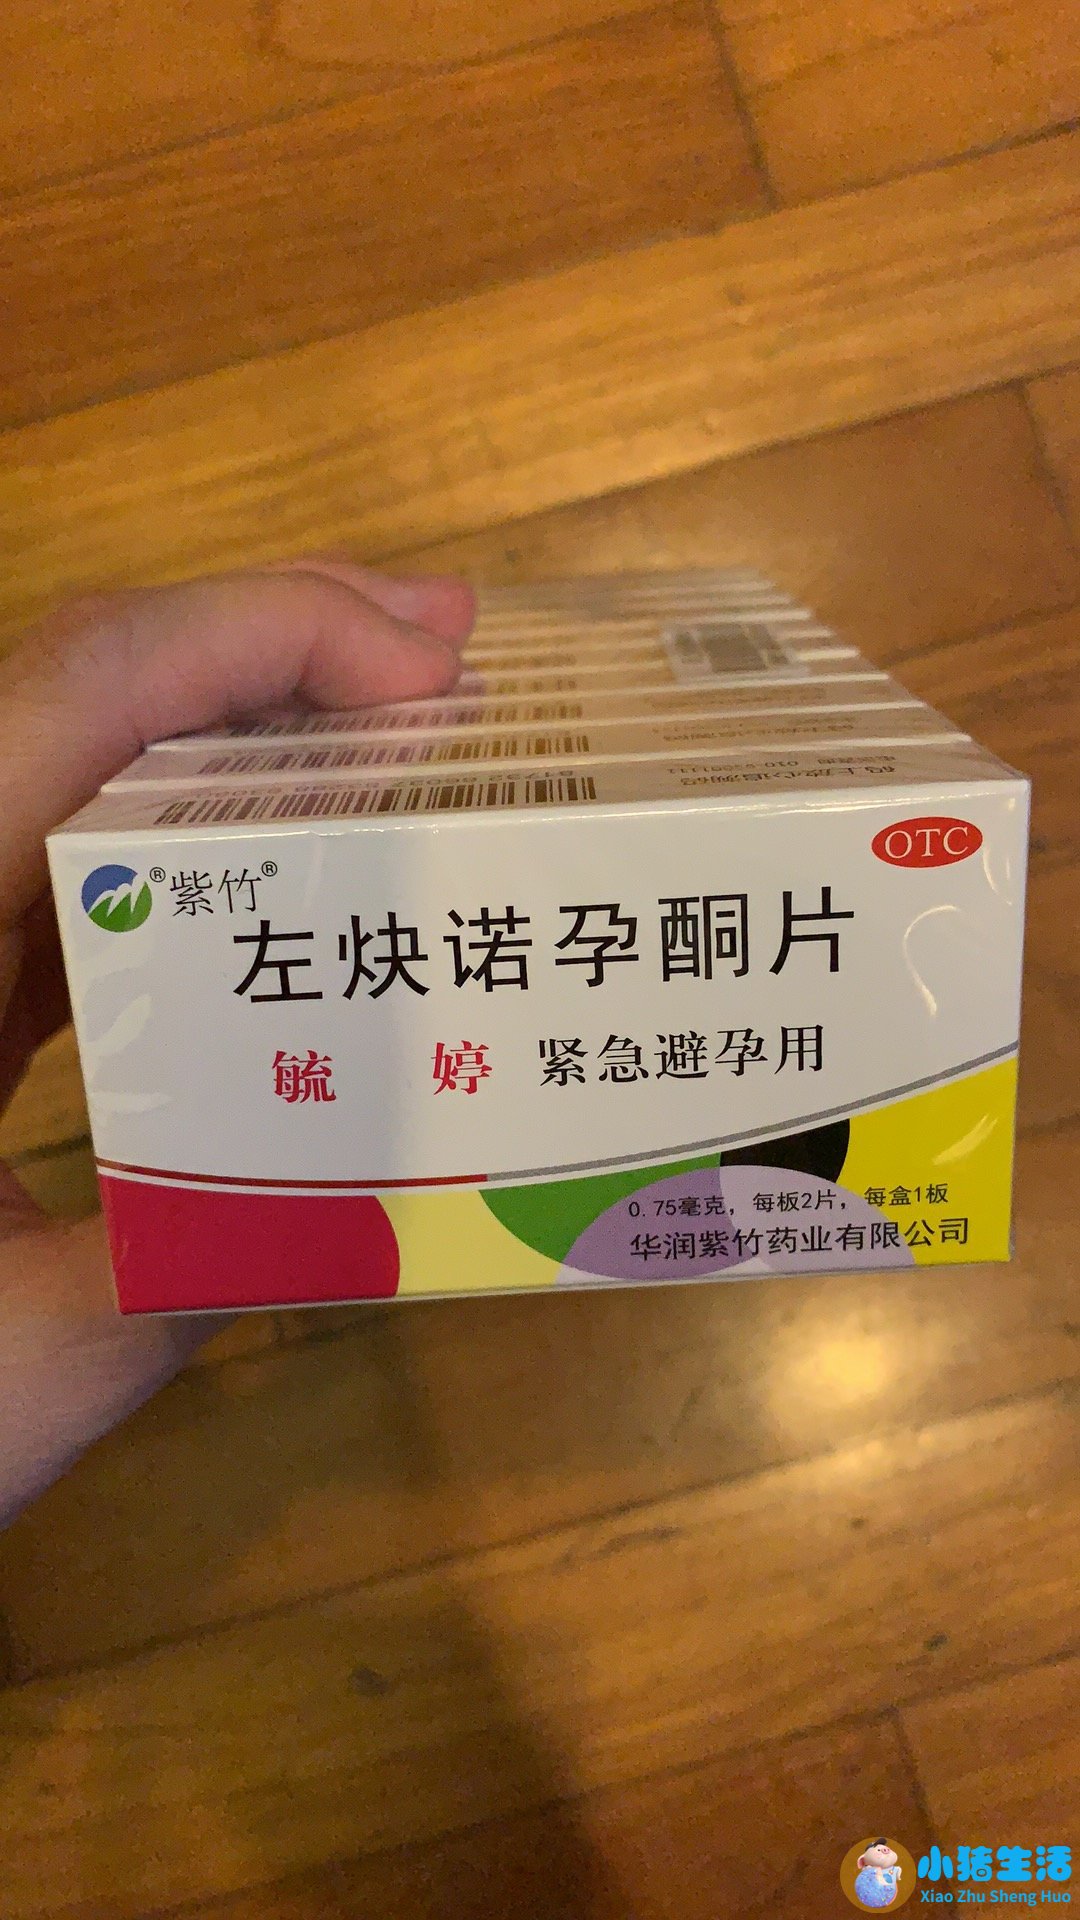 OTC
®紫竹®
左炔诺孕酮片
毓婷 紧急避孕用
0.75毫克，每板2片，每盒1板
华润紫竹药业有限公司
小猪生活
Xiao Zhu Sheng Huo